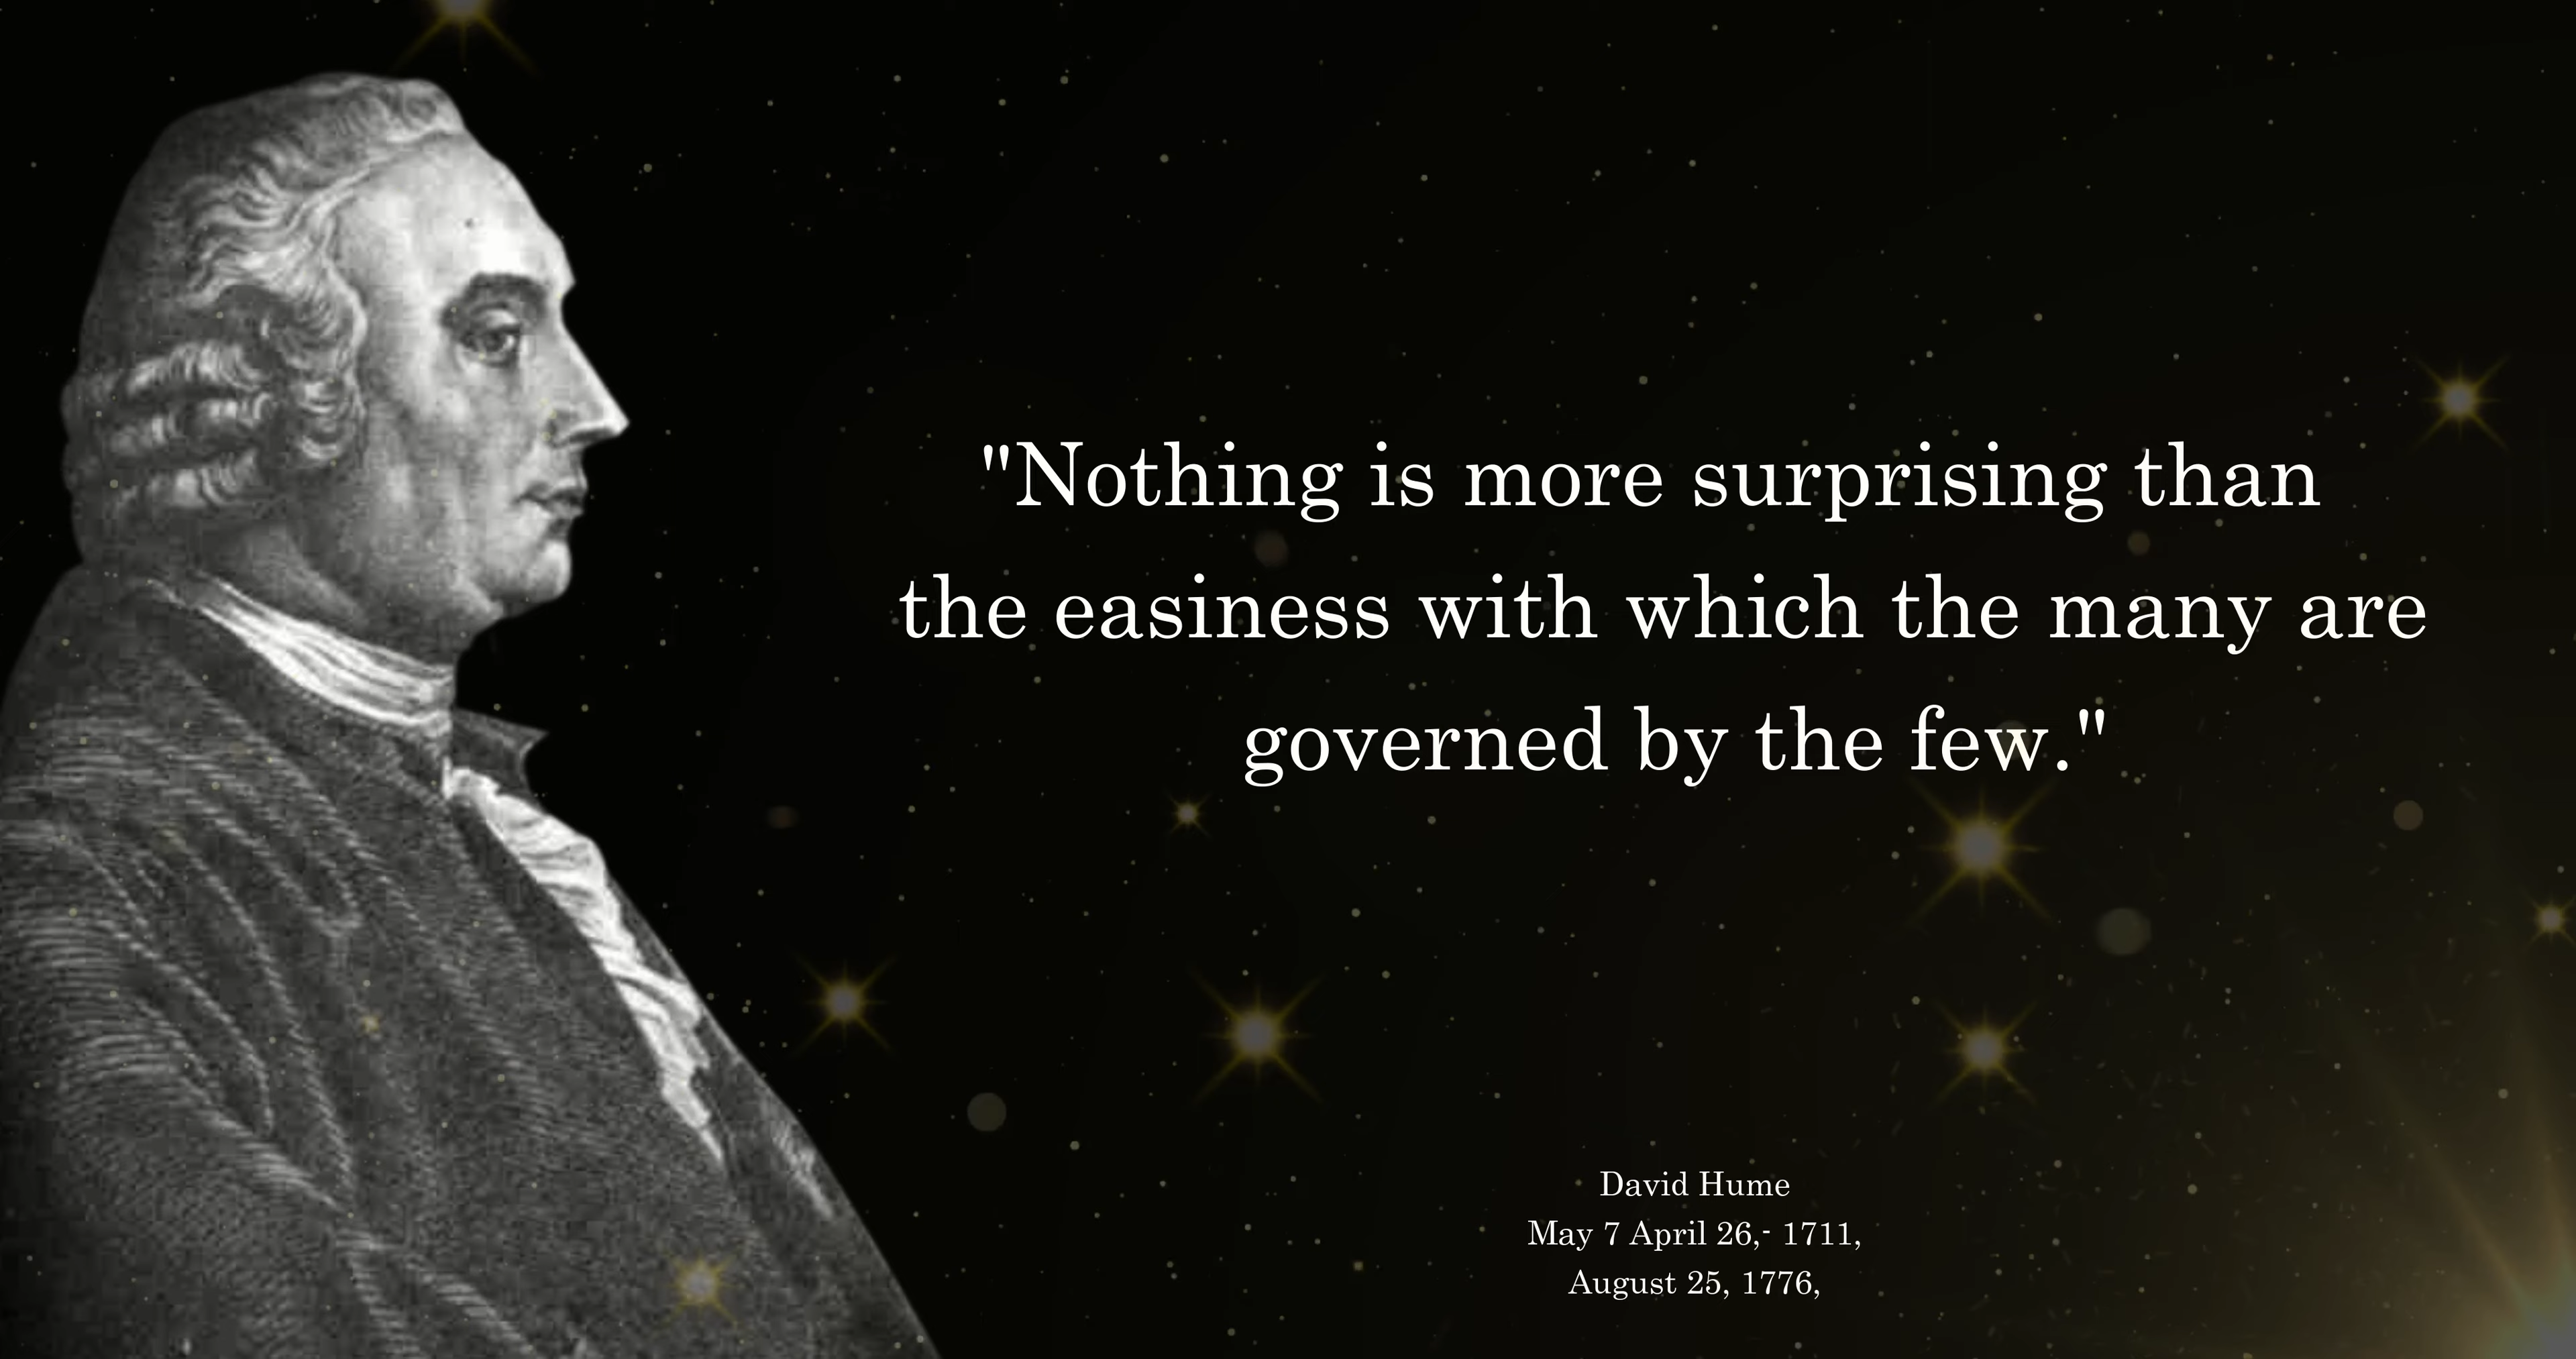 "Nothing is more surprising than
the easiness with which the many are
governed by the few."
David Hume
May 7 April 26,- 1711,
August 25, 1776,